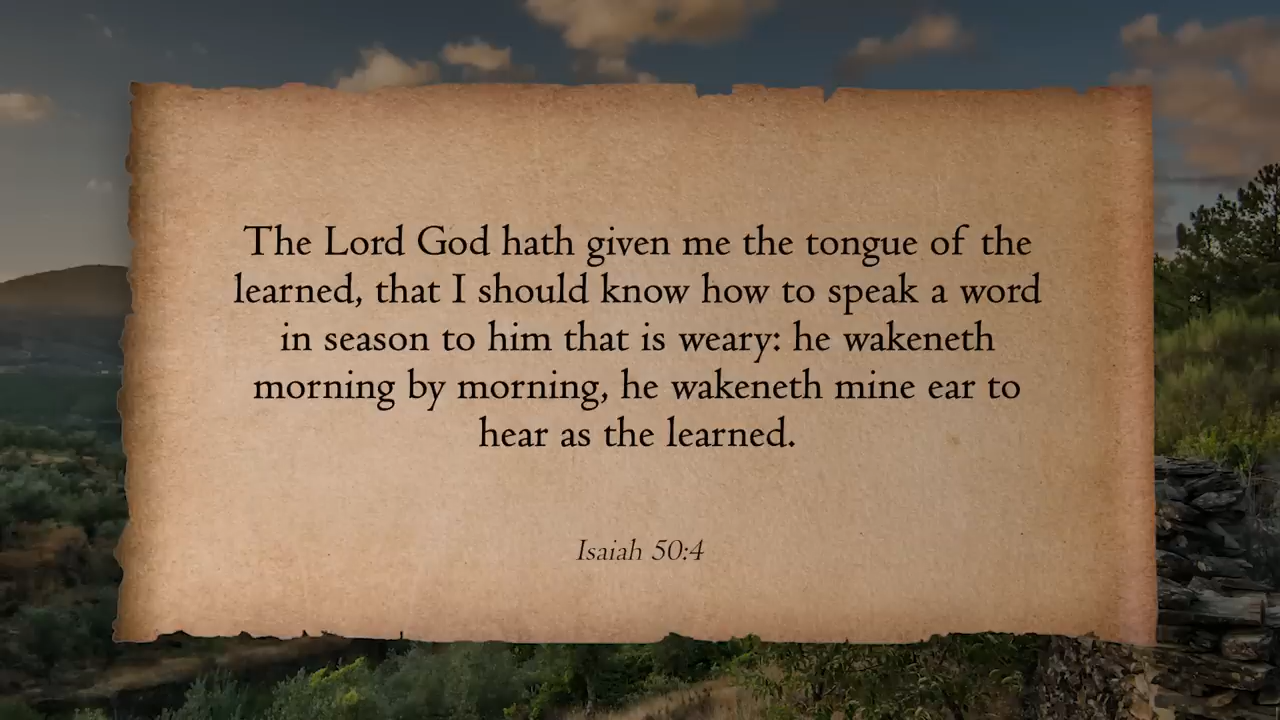 The Lord God hath given me the tongue of the
learned, that I should know how to speak a word
in season to him that is weary: he wakeneth
morning by morning, he wakeneth mine ear to
hear as the learned.
Isaiah 50:4